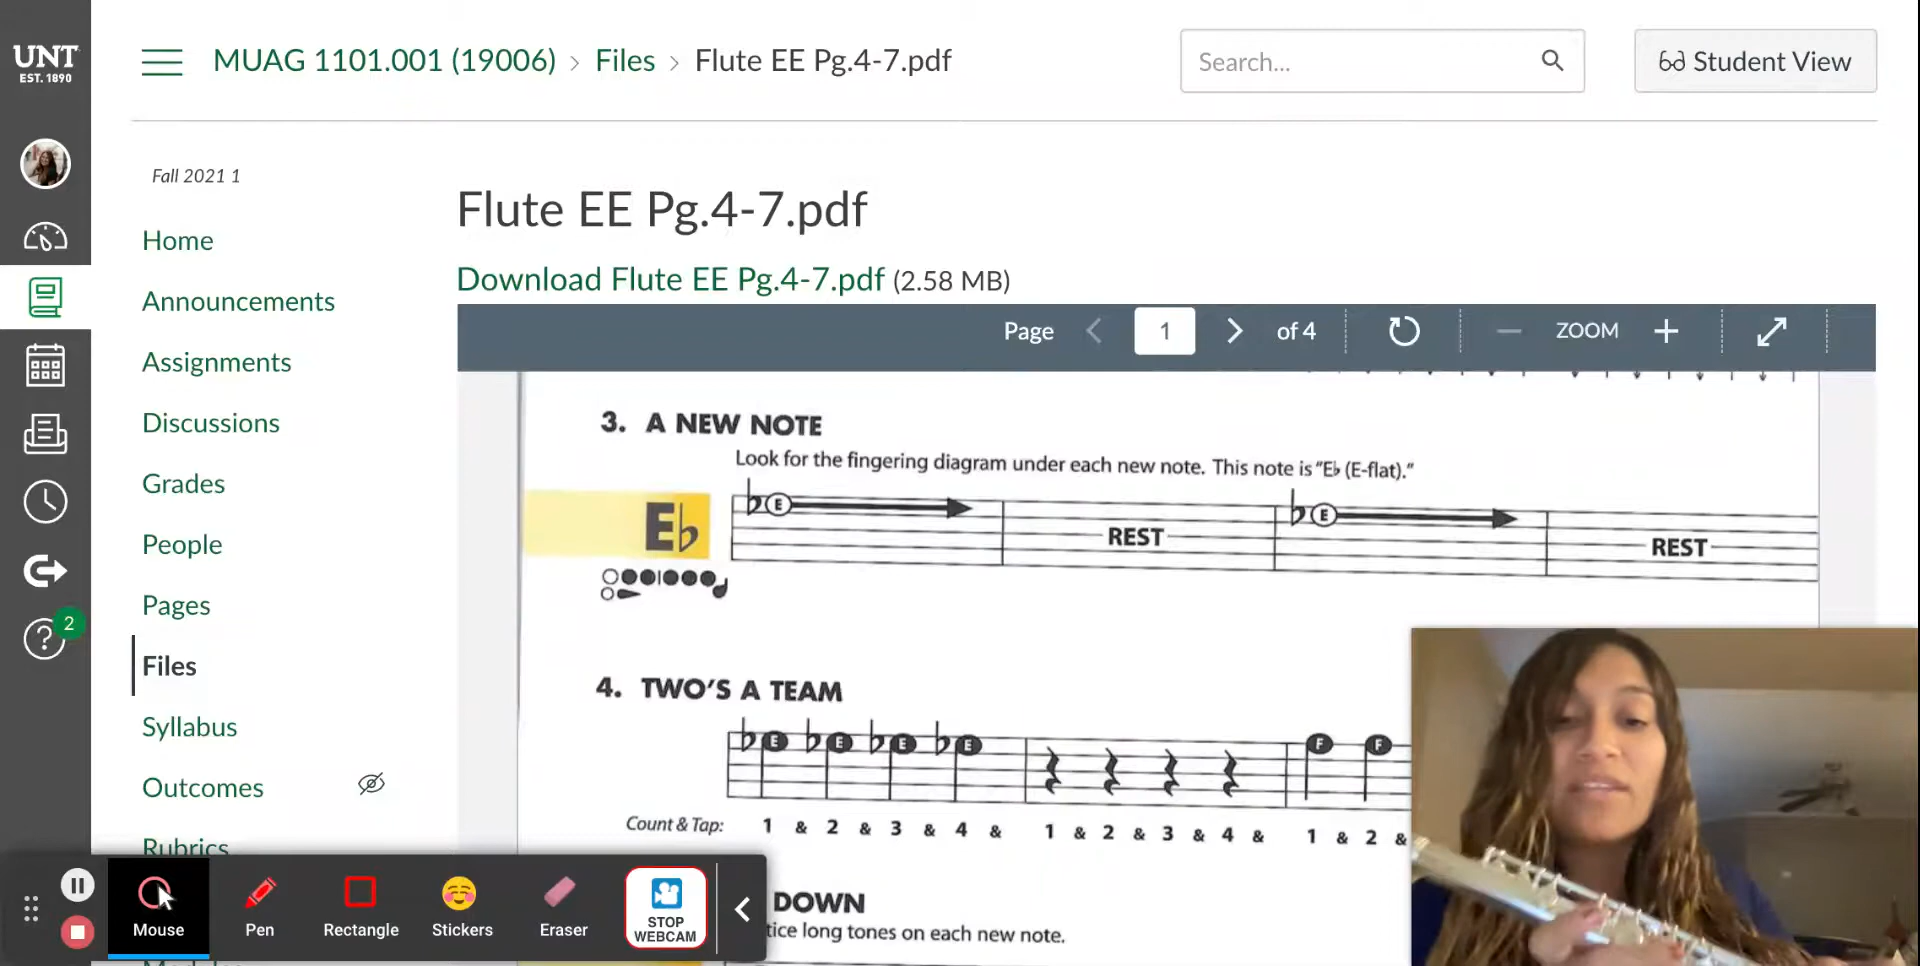 UNT
EST. 1890
MUAG 1101.001 (19006) › Files › Flute EE Pg.4-7.pdf
Search...
Student View
Fall 2021 1
Home
Announcements
Assignments
Discussions
Grades
People
Pages
Files
Syllabus
Outcomes
Rubrics
2
Flute EE Pg.4-7.pdf
Download Flute EE Pg.4-7.pdf (2.58 MB)
Page 1 of 4 ZOOM
3. A NEW NOTE
Look for the fingering diagram under each new note. This note is "E♭ (E-flat)."
E♭
♭E REST ♭E REST
4. TWO'S A TEAM
♭E ♭E ♭E ♭E F F
Count & Tap: 1 & 2 & 3 & 4 & 1 & 2 & 3 & 4 & 1 & 2 &
DOWN
tice long tones on each new note.
Mouse
Pen
Rectangle
Stickers
Eraser
STOP
WEBCAM